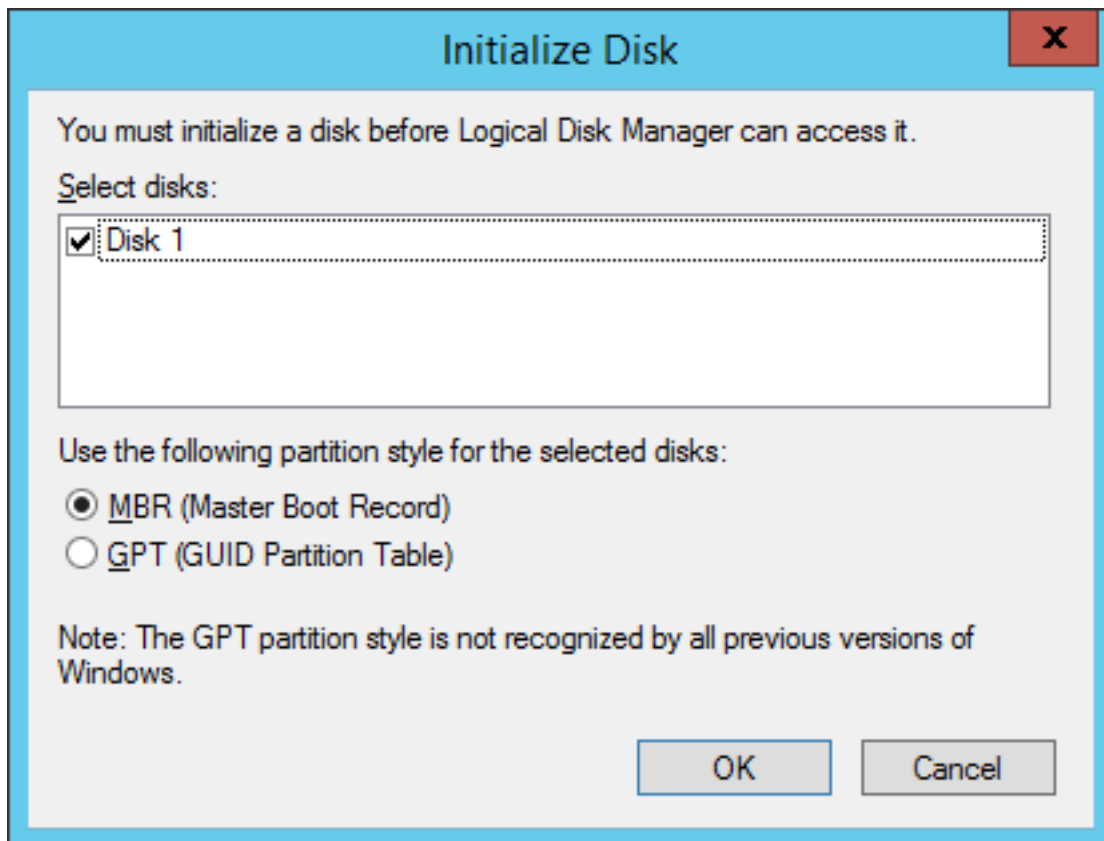 Initialize Disk
x
You must initialize a disk before Logical Disk Manager can access it.
Select disks:
Disk 1
Use the following partition style for the selected disks:
MBR (Master Boot Record)
GPT (GUID Partition Table)
Note: The GPT partition style is not recognized by all previous versions of
Windows.
OK
Cancel